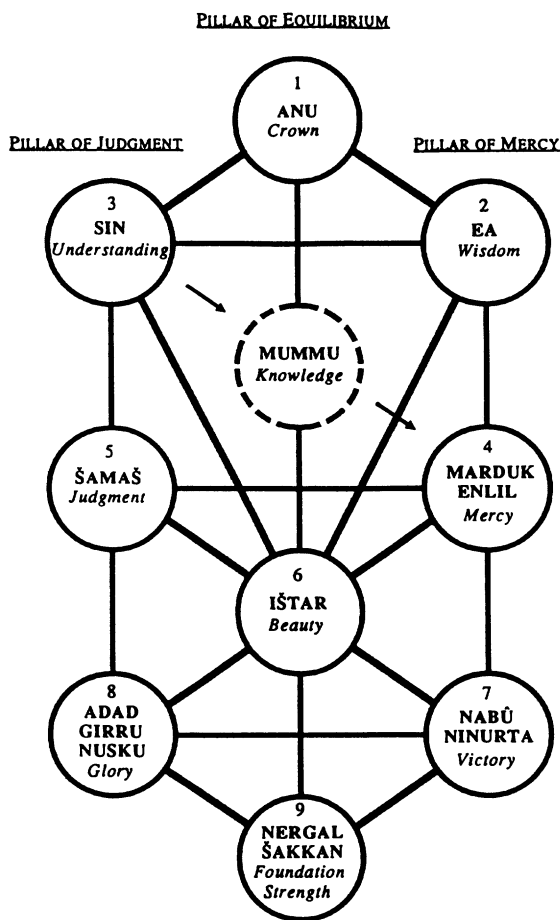 PILLAR OF EQUILIBRIUM
1
ANU
Crown
PILLAR OF JUDGMENT
PILLAR OF MERCY
3
SIN
Understanding
2
EA
Wisdom
MUMMU
Knowledge
5
ŠAMAŠ
Judgment
4
MARDUK
ENLIL
Mercy
6
IŠTAR
Beauty
8
ADAD
GIRRU
NUSKU
Glory
7
NABÛ
NINURTA
Victory
9
NERGAL
ŠAKKAN
Foundation
Strength